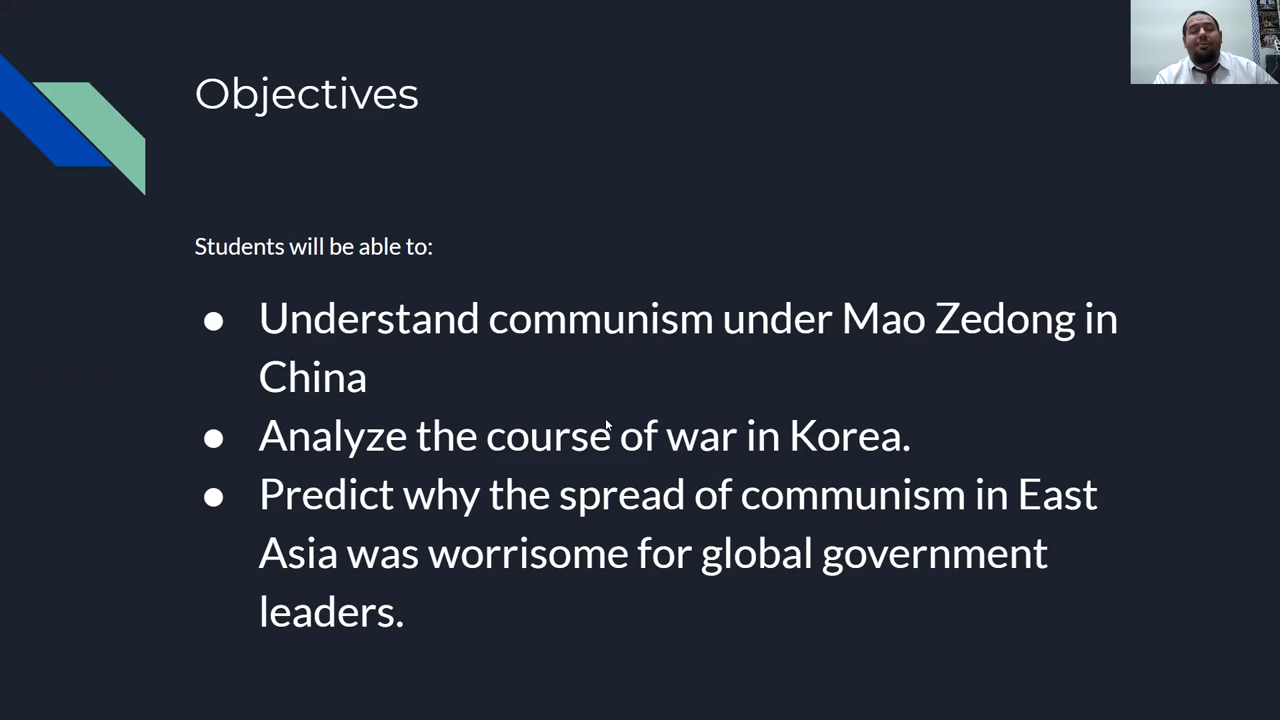 Objectives
Students will be able to:
● Understand communism under Mao Zedong in
China
● Analyze the course of war in Korea.
● Predict why the spread of communism in East
Asia was worrisome for global government
leaders.